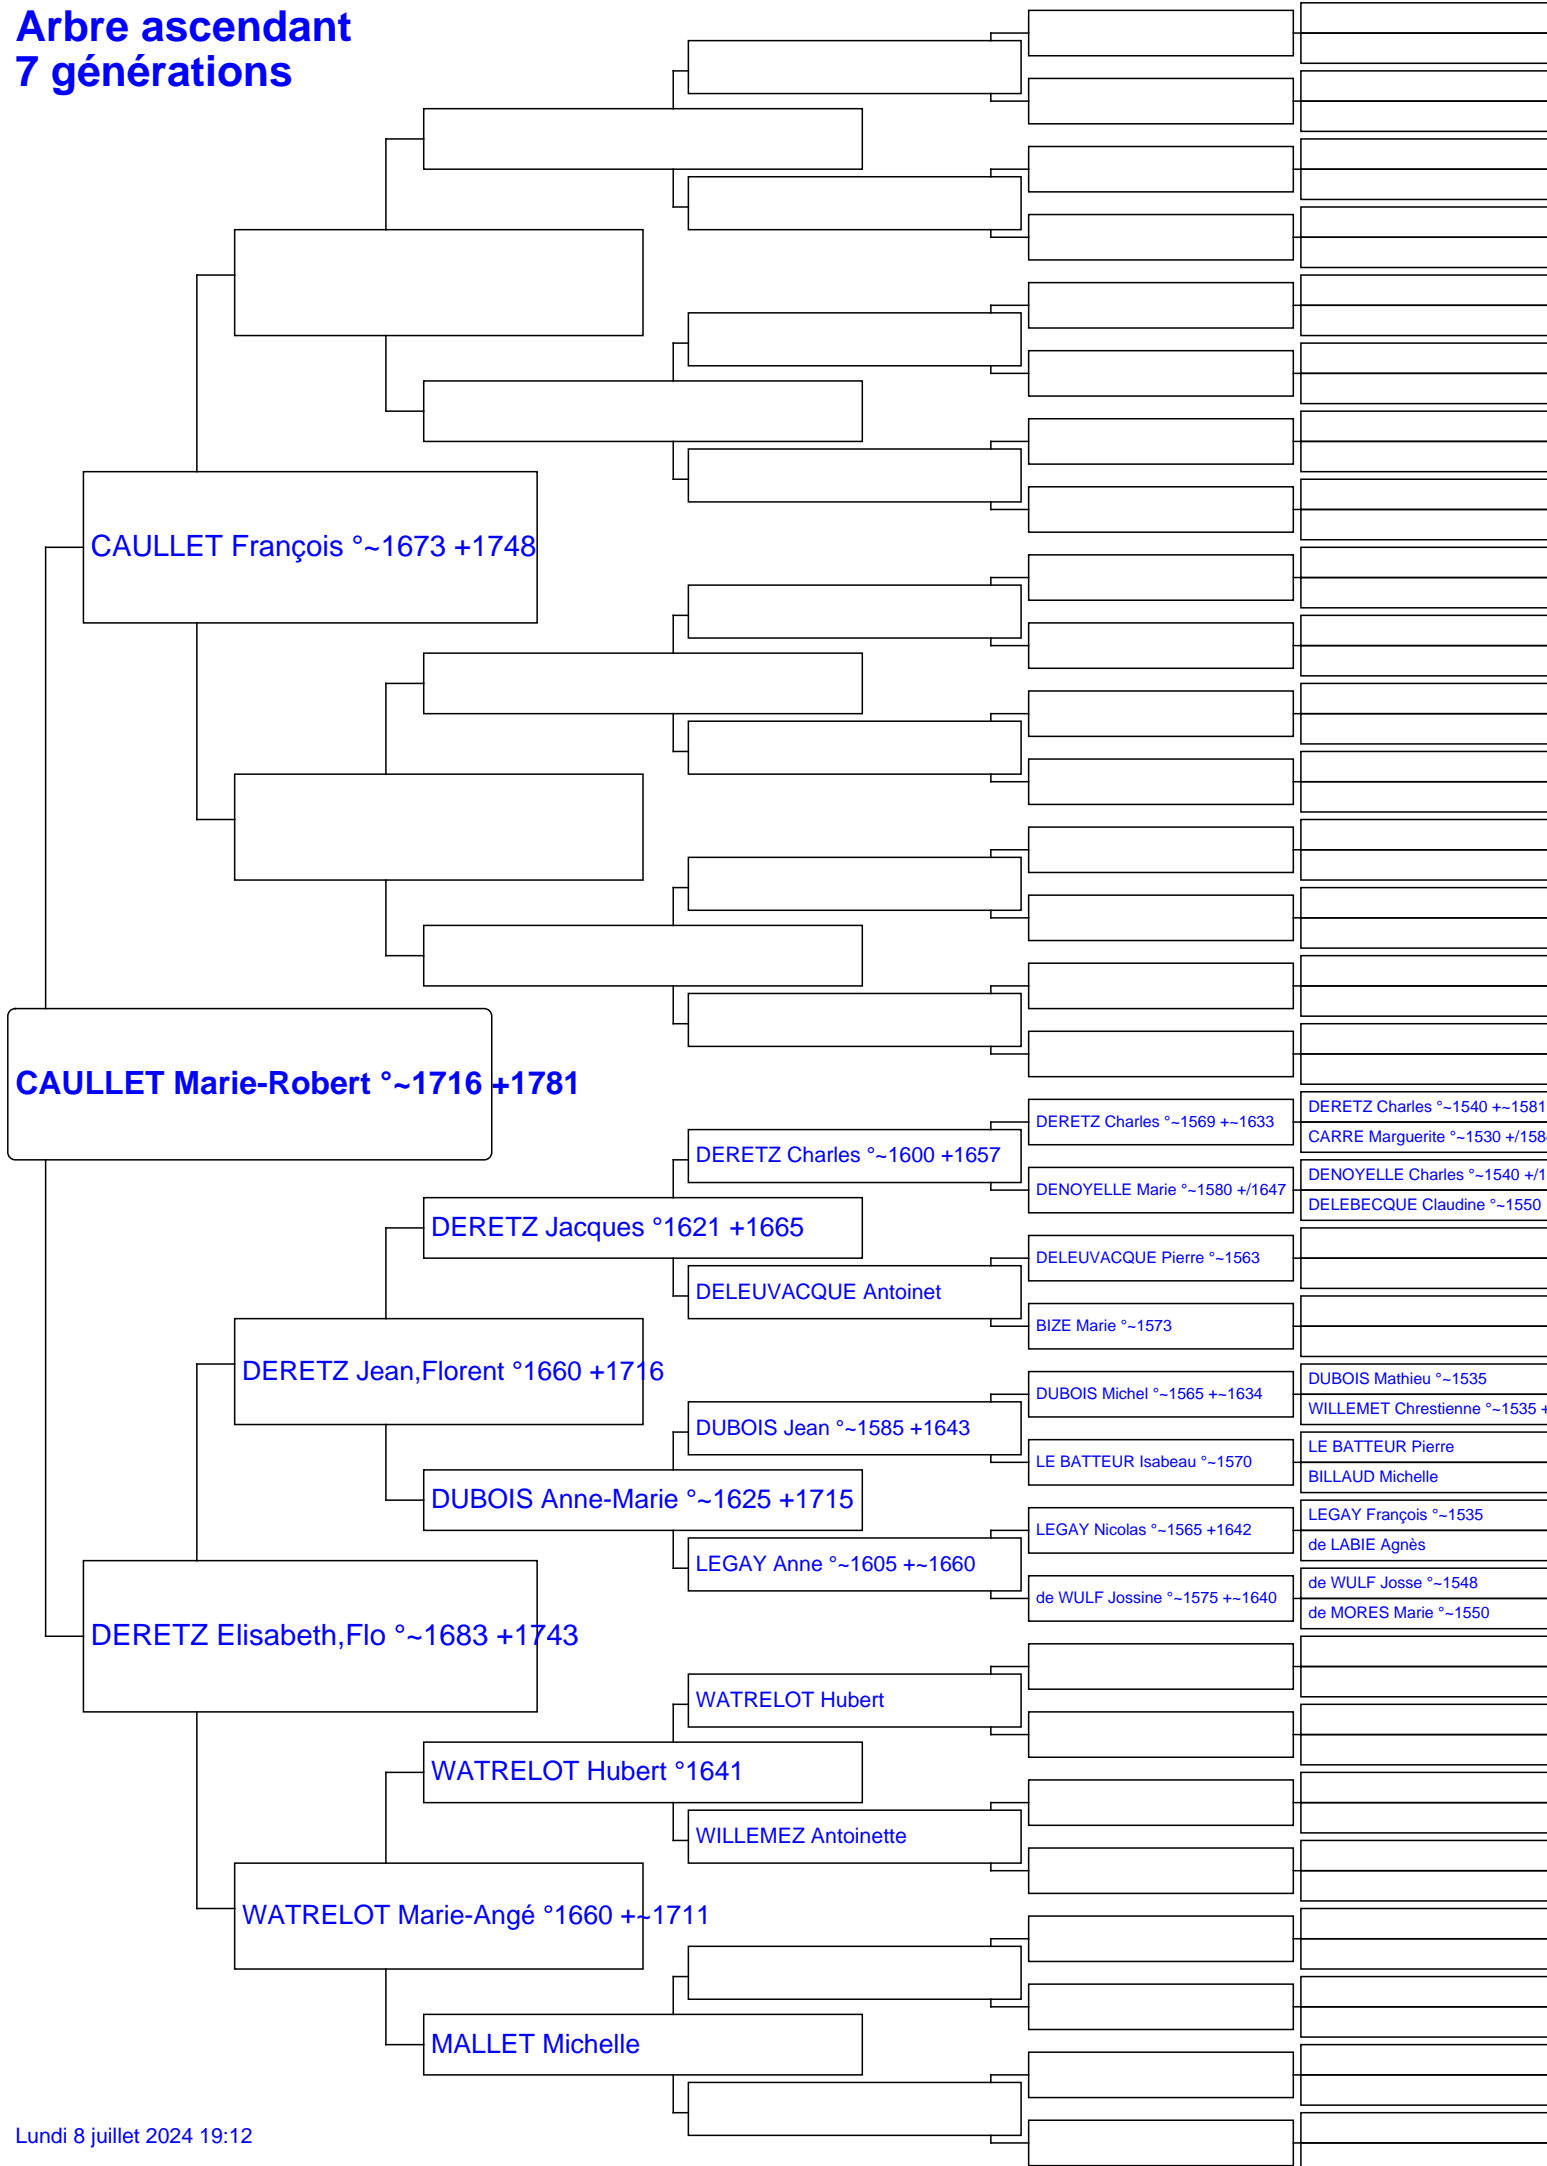 Arbre ascendant
7 générations
CAULLET François °~1673 +1748
CAULLET Marie-Robert °~1716 +1781
DERETZ Charles °~1540 +~1581
DERETZ Charles °~1569 +~1633
CARRE Marguerite °~1530 +/158
DERETZ Charles °~1600 +1657
DENOYELLE Charles °~1540 +/1
DENOYELLE Marie °~1580 +/1647
DELEBECQUE Claudine °~1550
DERETZ Jacques °1621 +1665
DELEUVACQUE Pierre °~1563
DELEUVACQUE Antoinet
BIZE Marie °~1573
DERETZ Jean,Florent °1660 +1716
DUBOIS Mathieu °~1535
DUBOIS Michel °~1565 +~1634
WILLEMET Chrestienne °~1535 +
DUBOIS Jean °~1585 +1643
LE BATTEUR Pierre
LE BATTEUR Isabeau °~1570
BILLAUD Michelle
DUBOIS Anne-Marie °~1625 +1715
LEGAY François °~1535
LEGAY Nicolas °~1565 +1642
de LABIE Agnès
LEGAY Anne °~1605 +~1660
de WULF Josse °~1548
de WULF Jossine °~1575 +~1640
de MORES Marie °~1550
DERETZ Elisabeth,Flo °~1683 +1743
WATRELOT Hubert
WATRELOT Hubert °1641
WILLEMEZ Antoinette
WATRELOT Marie-Angé °1660 +~1711
MALLET Michelle
Lundi 8 juillet 2024 19:12